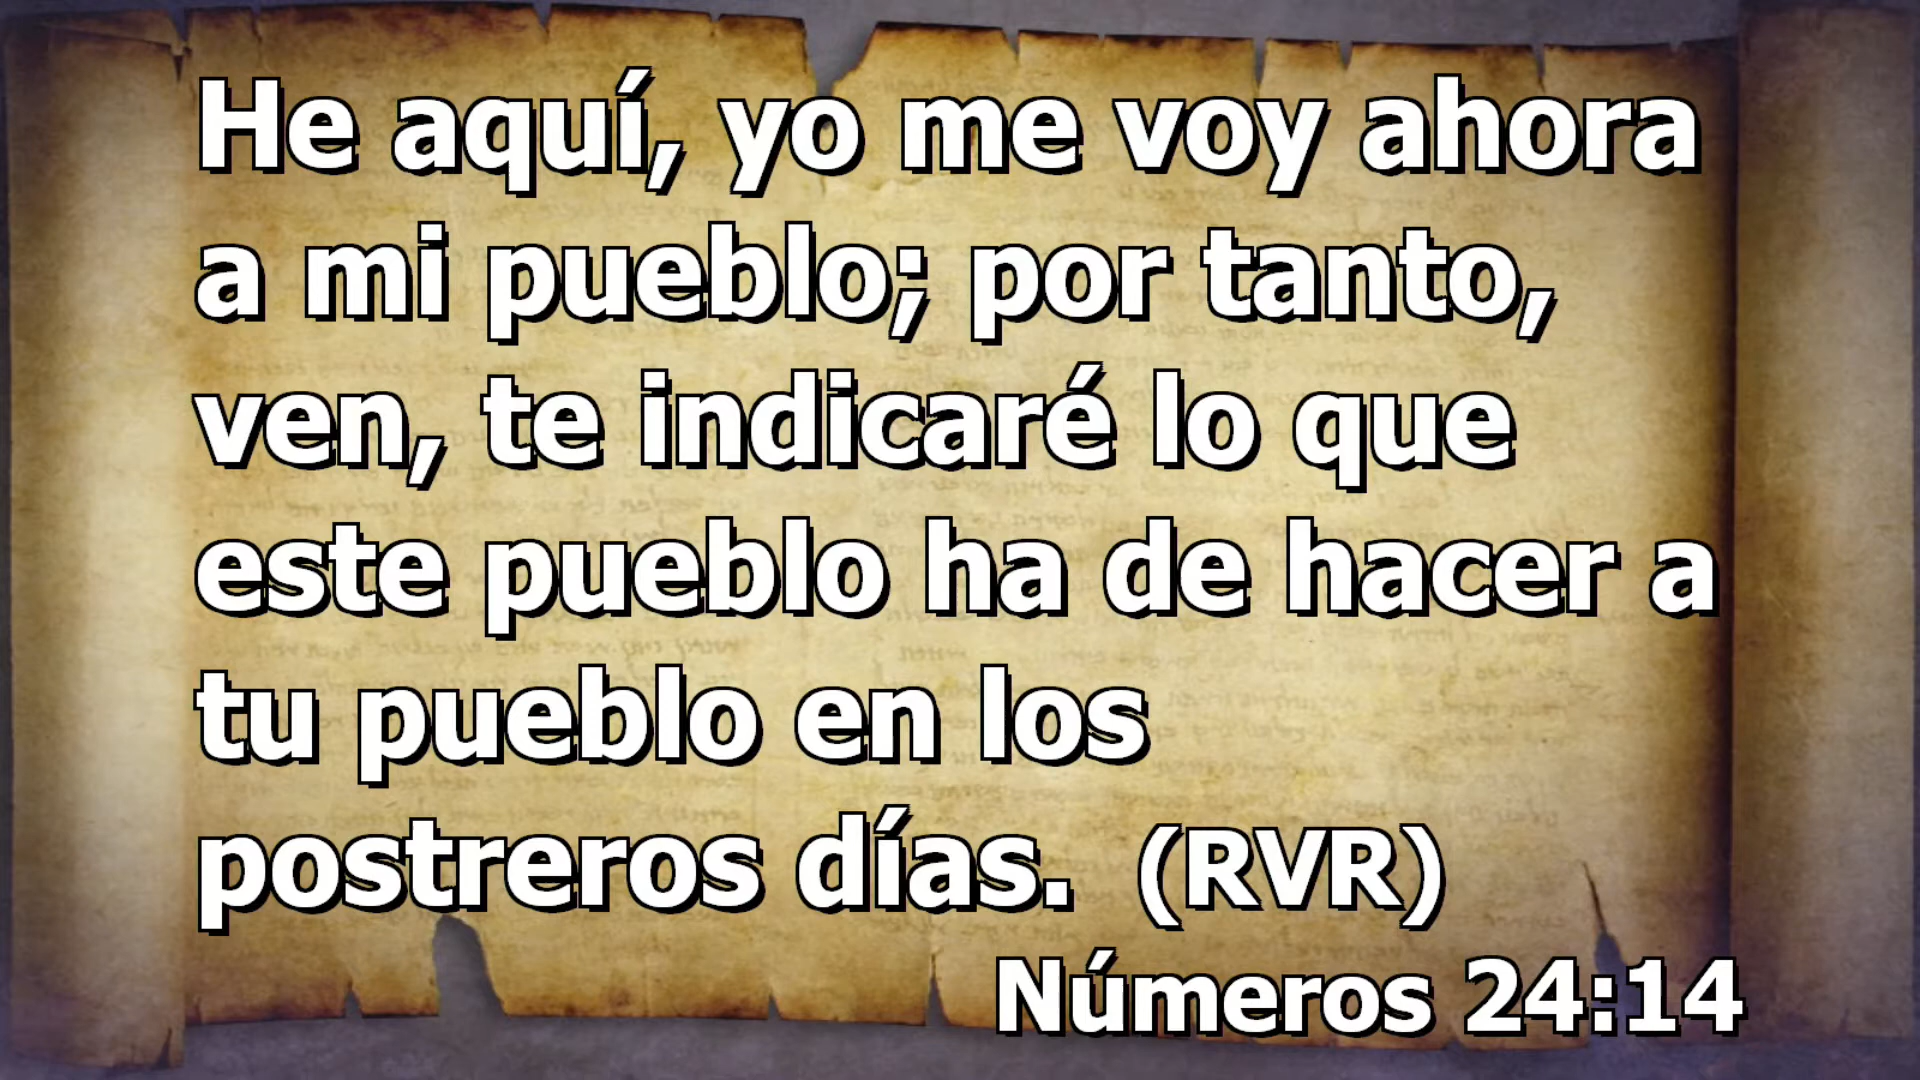 He aquí, yo me voy ahora
a mi pueblo; por tanto,
ven, te indicaré lo que
este pueblo ha de hacer a
tu pueblo en los
postreros días. (RVR)
Números 24:14